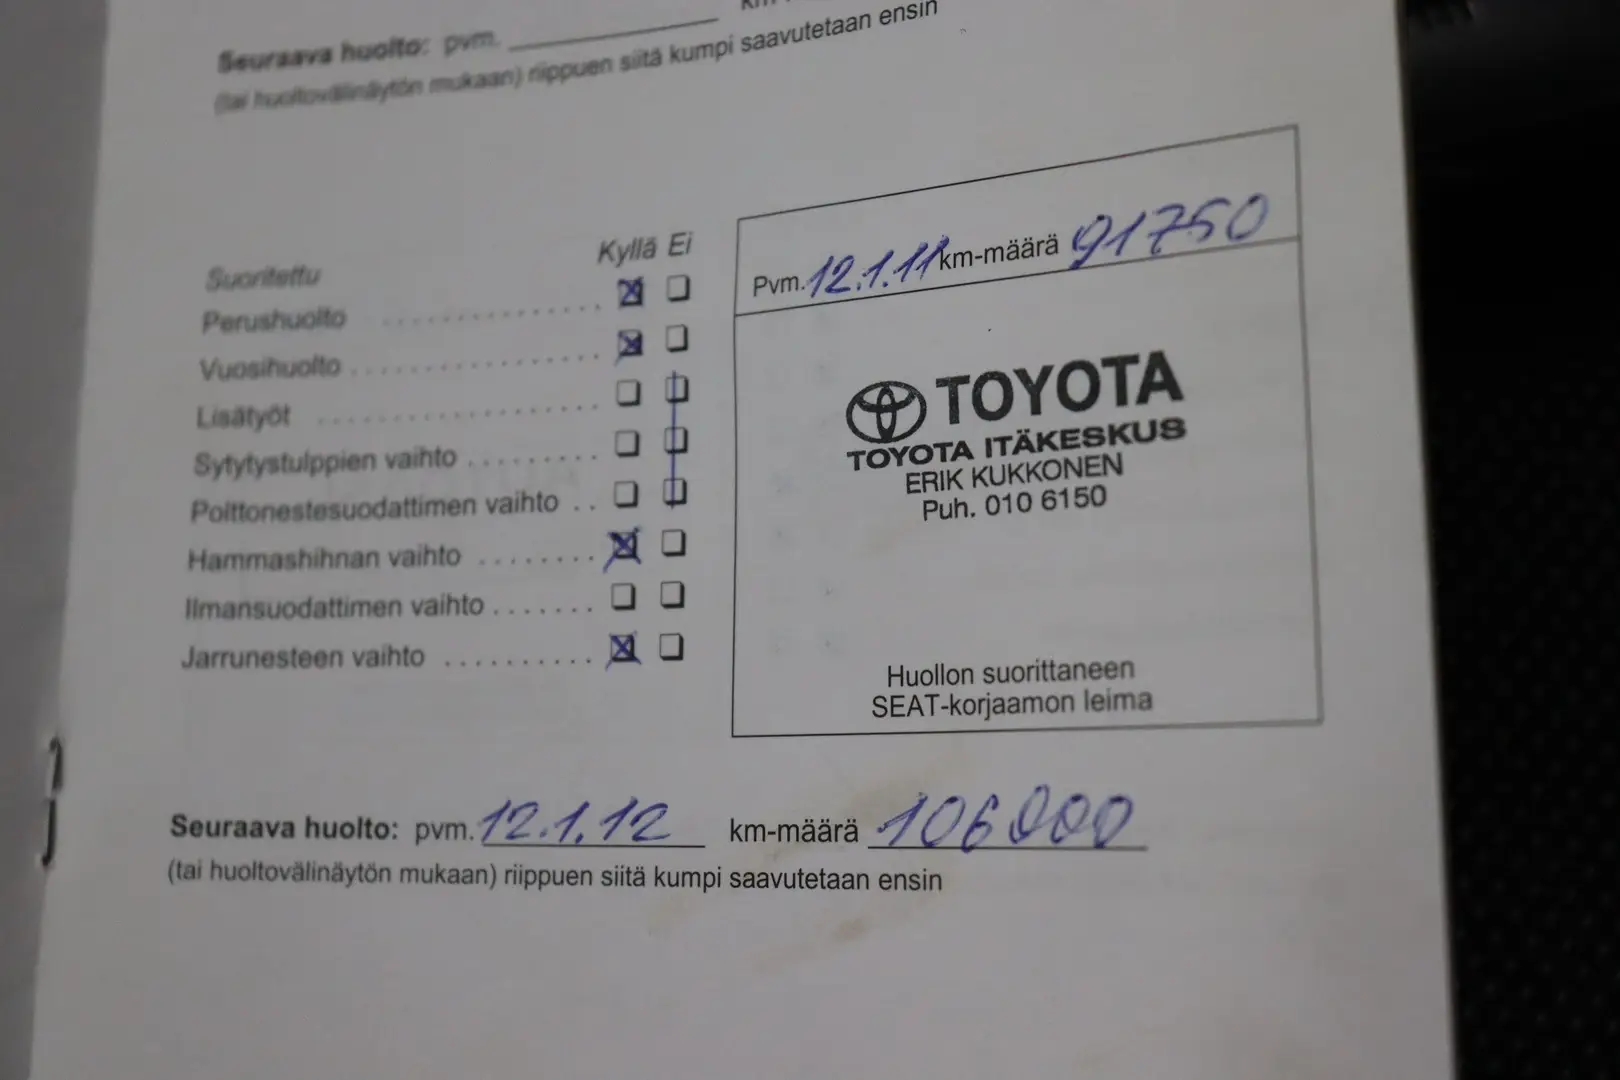 Seuraava huolto: pvm. km
(tai huoltovälinäytön mukaan) riippuen siitä kumpi saavutetaan ensin
Suoritettu Kyllä Ei
Perushuolto
Vuosihuolto
Lisätyöt
Sytytystulppien vaihto
Polttonestesuodattimen vaihto
Hammashihnan vaihto
Ilmansuodattimen vaihto
Jarrunesteen vaihto
Pvm. 12.1.11 km-määrä 91750
TOYOTA
TOYOTA ITÄKESKUS
ERIK KUKKONEN
Puh. 010 6150
Huollon suorittaneen
SEAT-korjaamon leima
Seuraava huolto: pvm. 12.1.12 km-määrä 106000
(tai huoltovälinäytön mukaan) riippuen siitä kumpi saavutetaan ensin